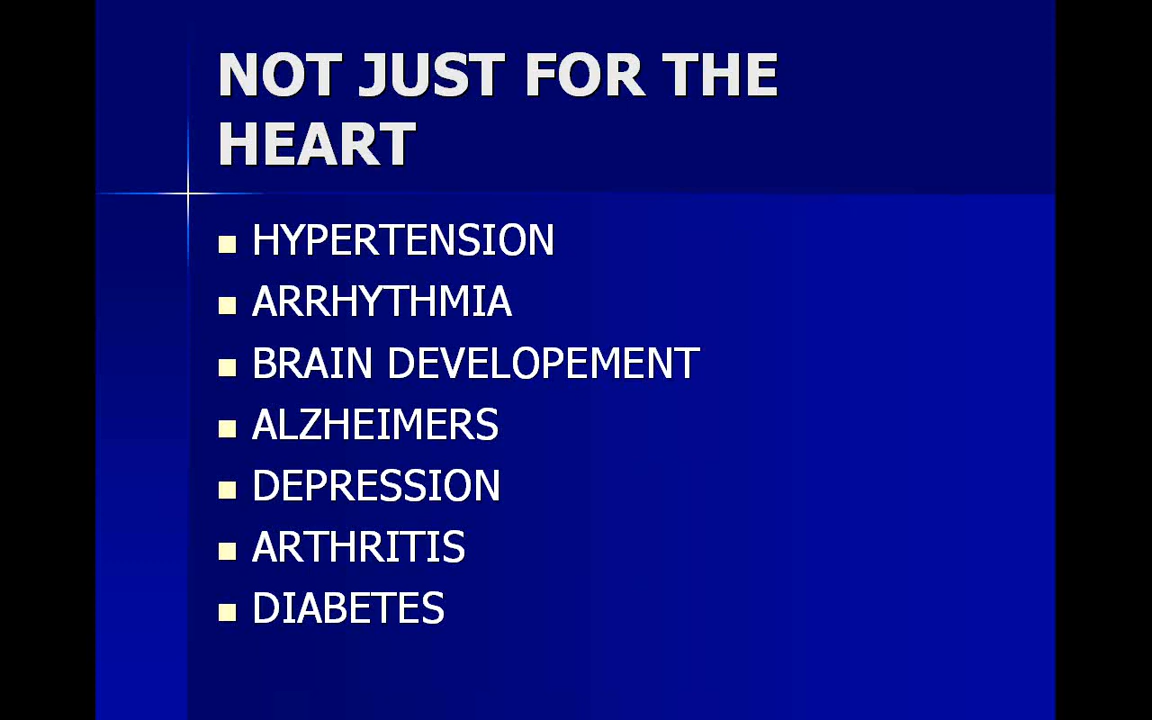 NOT JUST FOR THE
HEART
HYPERTENSION
ARRHYTHMIA
BRAIN DEVELOPEMENT
ALZHEIMERS
DEPRESSION
ARTHRITIS
DIABETES